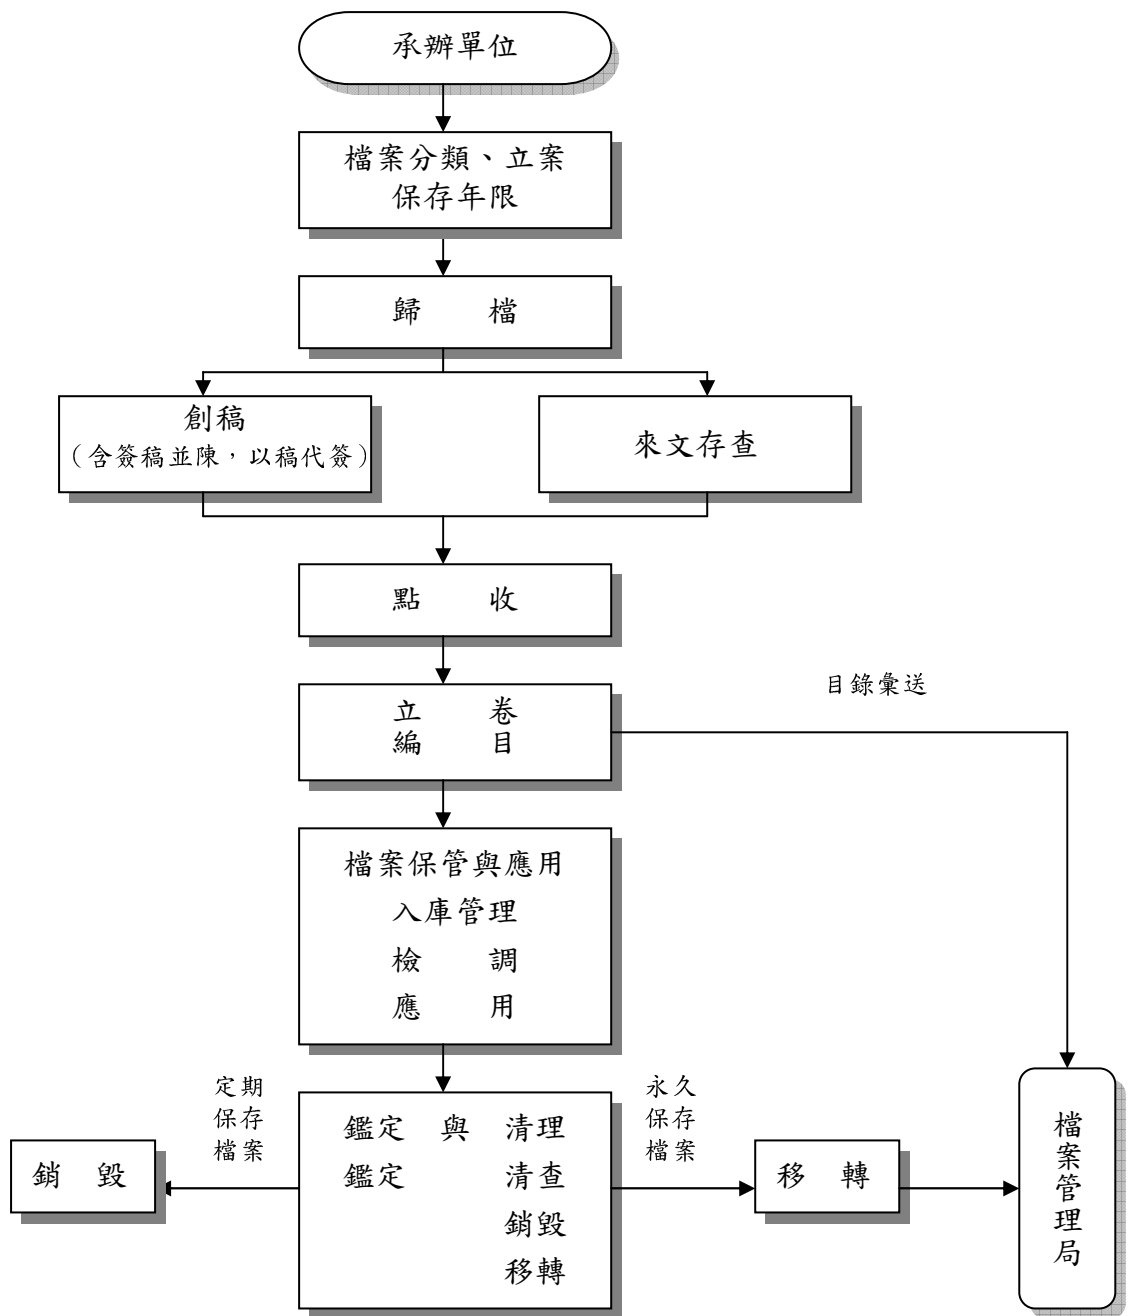 承辦單位
檔案分類、立案
保存年限
歸　　檔
創稿
（含簽稿並陳，以稿代簽）
來文存查
點　　收
立　　卷
編　　目
目錄彙送
檔案保管與應用
入庫管理
檢　　調
應　　用
定期
保存
檔案
鑑定　與　清理
鑑定　　　清查
銷毀
移轉
永久
保存
檔案
銷　毀
移　轉
檔案管理局